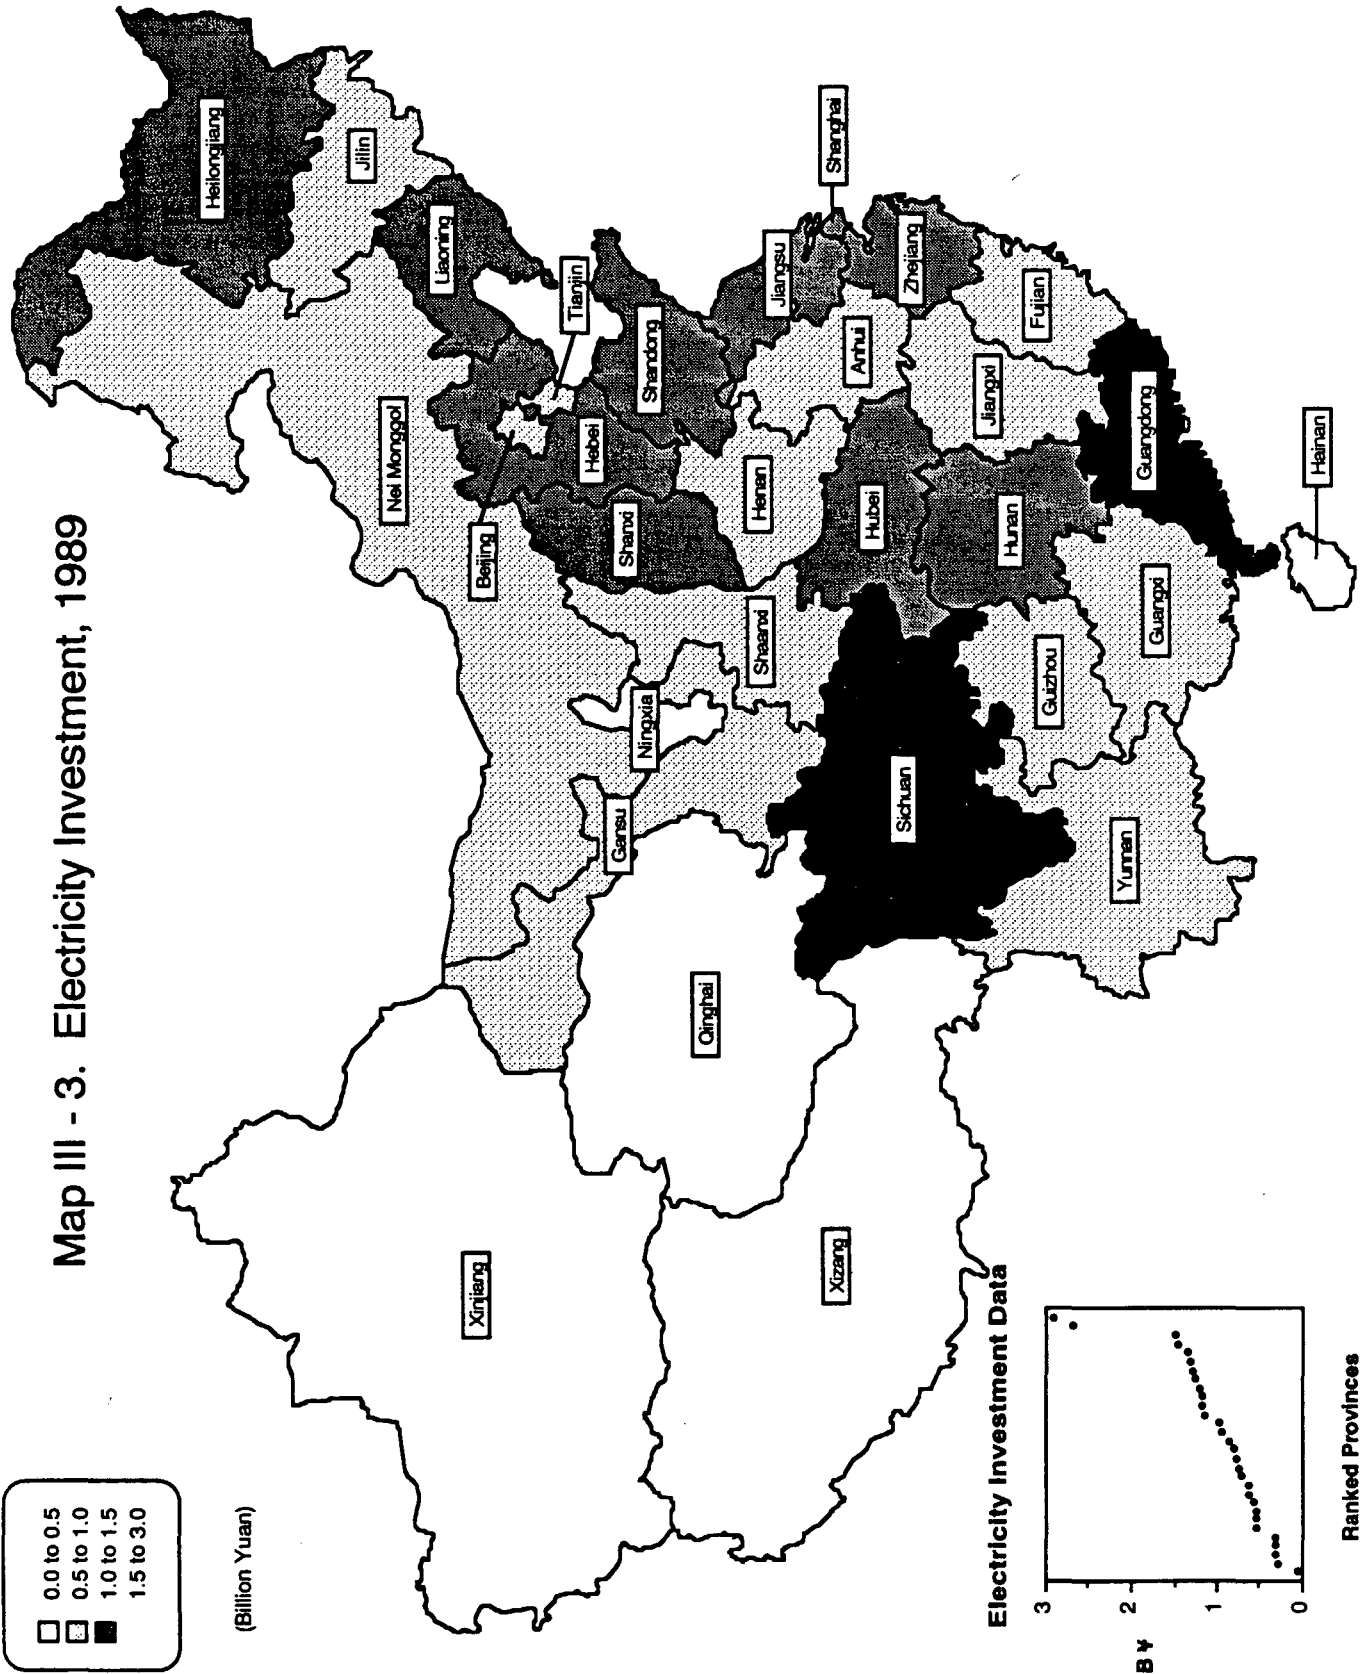 Map III - 3. Electricity Investment, 1989
0.0 to 0.5
0.5 to 1.0
1.0 to 1.5
1.5 to 3.0
(Billion Yuan)
Heilongjiang
Jilin
Liaoning
Nei Monggol
Xinjiang
Beijing
Tianjin
Hebei
Shanxi
Shandong
Gansu
Ningxia
Qinghai
Shaanxi
Henan
Jiangsu
Shanghai
Anhui
Zhejiang
Xizang
Sichuan
Hubei
Hunan
Jiangxi
Fujian
Guizhou
Yunnan
Guangxi
Guangdong
Hainan
Electricity Investment Data
3
2
1
0
B ¥
Ranked Provinces